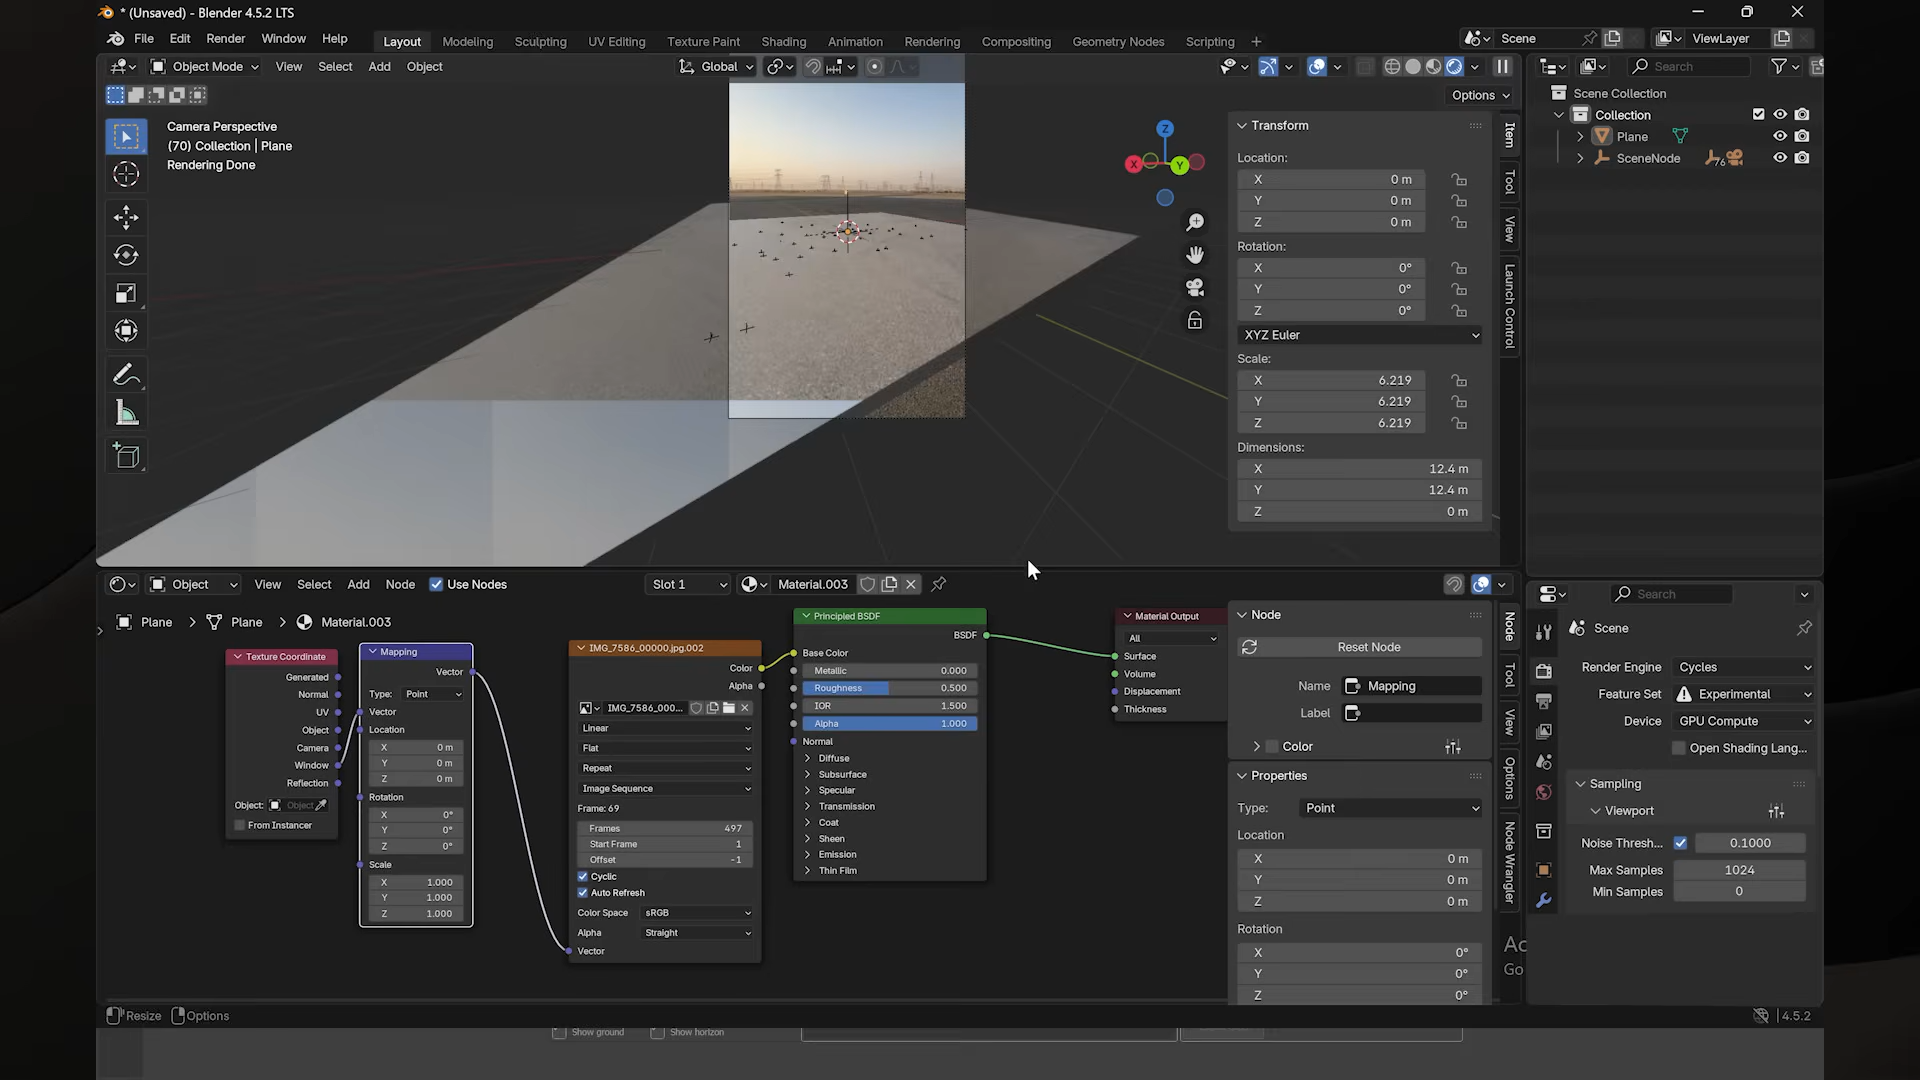 * (Unsaved) - Blender 4.5.2 LTS
File Edit Render Window Help Layout Modeling Sculpting UV Editing Texture Paint Shading Animation Rendering Compositing Geometry Nodes Scripting + Scene ViewLayer
Object Mode View Select Add Object Global Search
Options
Camera Perspective
(70) Collection | Plane
Rendering Done
Z
X
Y
Transform
Location:
X 0 m
Y 0 m
Z 0 m
Rotation:
X 0°
Y 0°
Z 0°
XYZ Euler
Scale:
X 6.219
Y 6.219
Z 6.219
Dimensions:
X 12.4 m
Y 12.4 m
Z 0 m
Item
Tool
View
Launch Control
Scene Collection
Collection
Plane
SceneNode 76
Object View Select Add Node Use Nodes Slot 1 Material.003
Plane > Plane > Material.003
Texture Coordinate
Generated
Normal
UV
Object
Camera
Window
Reflection
Object: Object
From Instancer
Mapping
Vector
Type: Point
Vector
Location
X 0 m
Y 0 m
Z 0 m
Rotation
X 0°
Y 0°
Z 0°
Scale
X 1.000
Y 1.000
Z 1.000
IMG_7586_00000.jpg.002
Color
Alpha
IMG_7586_000...
Linear
Flat
Repeat
Image Sequence
Frame: 69
Frames 497
Start Frame 1
Offset -1
Cyclic
Auto Refresh
Color Space sRGB
Alpha Straight
Vector
Principled BSDF
BSDF
Base Color
Metallic 0.000
Roughness 0.500
IOR 1.500
Alpha 1.000
Normal
Diffuse
Subsurface
Specular
Transmission
Coat
Sheen
Emission
Thin Film
Material Output
All
Surface
Volume
Displacement
Thickness
Node
Reset Node
Name Mapping
Label
Color
Properties
Type: Point
Location
X 0 m
Y 0 m
Z 0 m
Rotation
X 0°
Y 0°
Z 0°
Node
Tool
View
Options
Node Wrangler
Ac
Go
Search
Scene
Render Engine Cycles
Feature Set Experimental
Device GPU Compute
Open Shading Lang...
Sampling
Viewport
Noise Thresh... 0.1000
Max Samples 1024
Min Samples 0
Resize Options 4.5.2
Show ground Show horizon